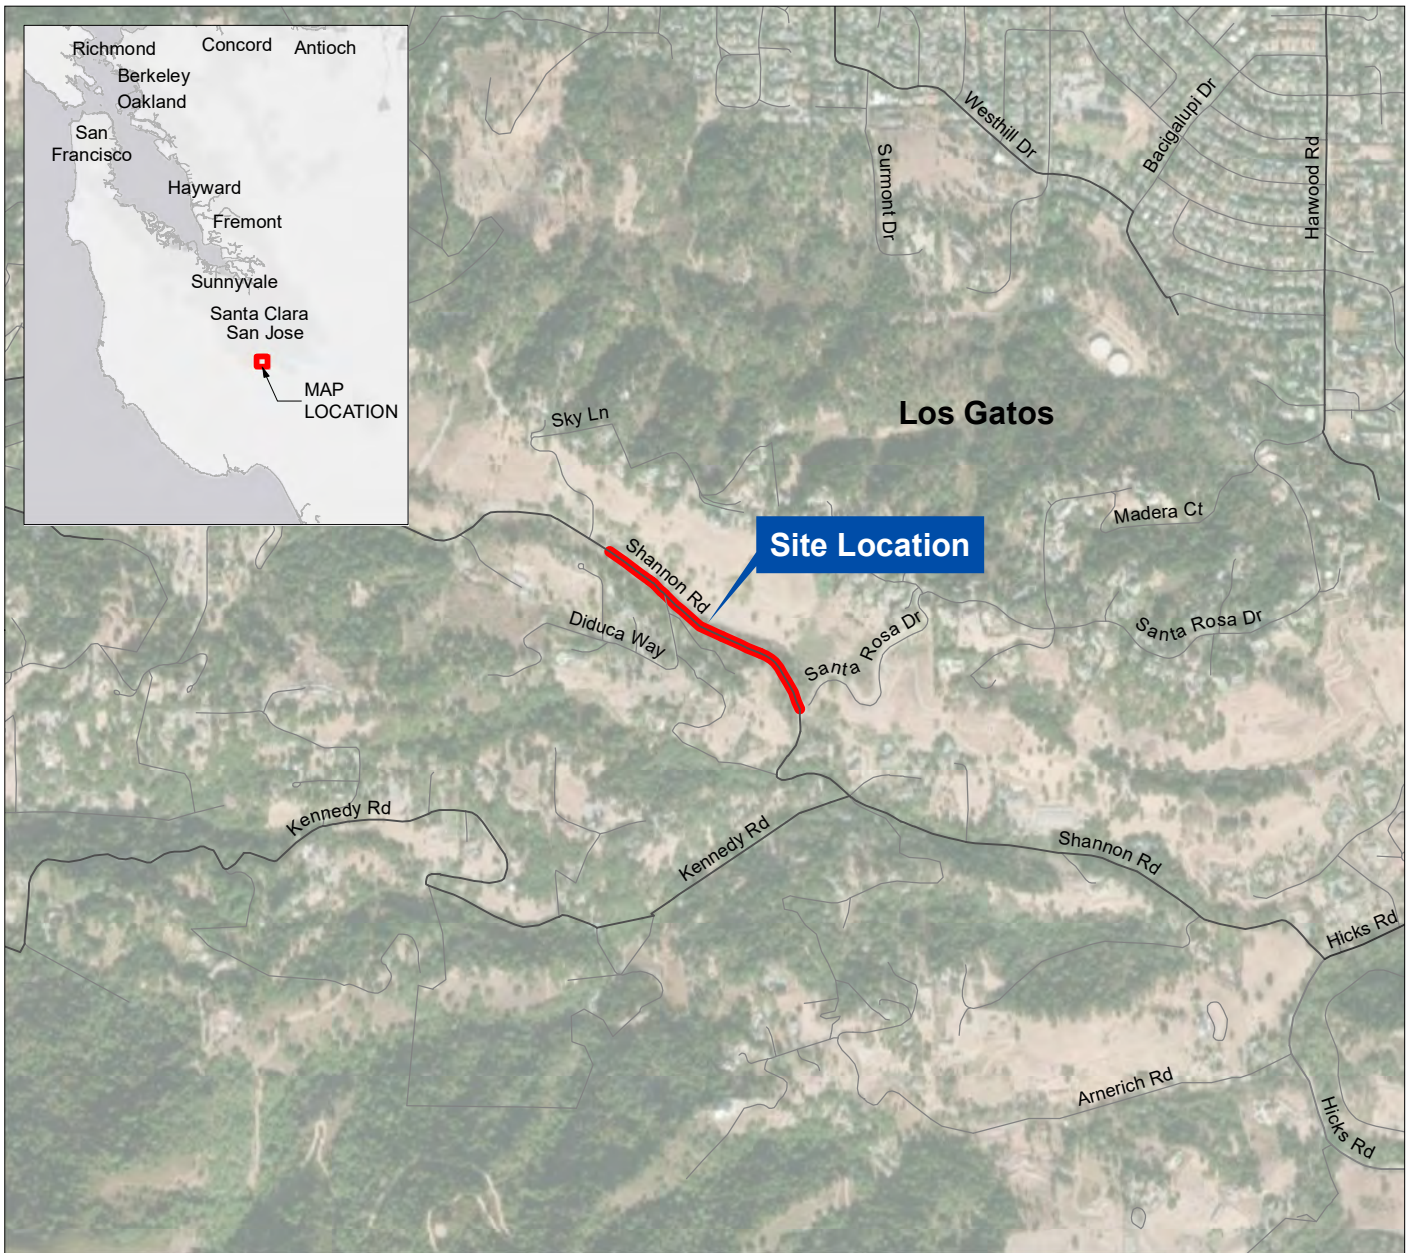 Richmond
Concord
Antioch
Berkeley
Oakland
San
Francisco
Hayward
Fremont
Sunnyvale
Santa Clara
San Jose
MAP
LOCATION
Westhill Dr
Bacigalupi Dr
Harwood Rd
Surmont Dr
Sky Ln
Los Gatos
Madera Ct
Site Location
Shannon Rd
Diduca Way
Santa Rosa Dr
Santa Rosa Dr
Kennedy Rd
Kennedy Rd
Shannon Rd
Hicks Rd
Arnerich Rd
Hicks Rd